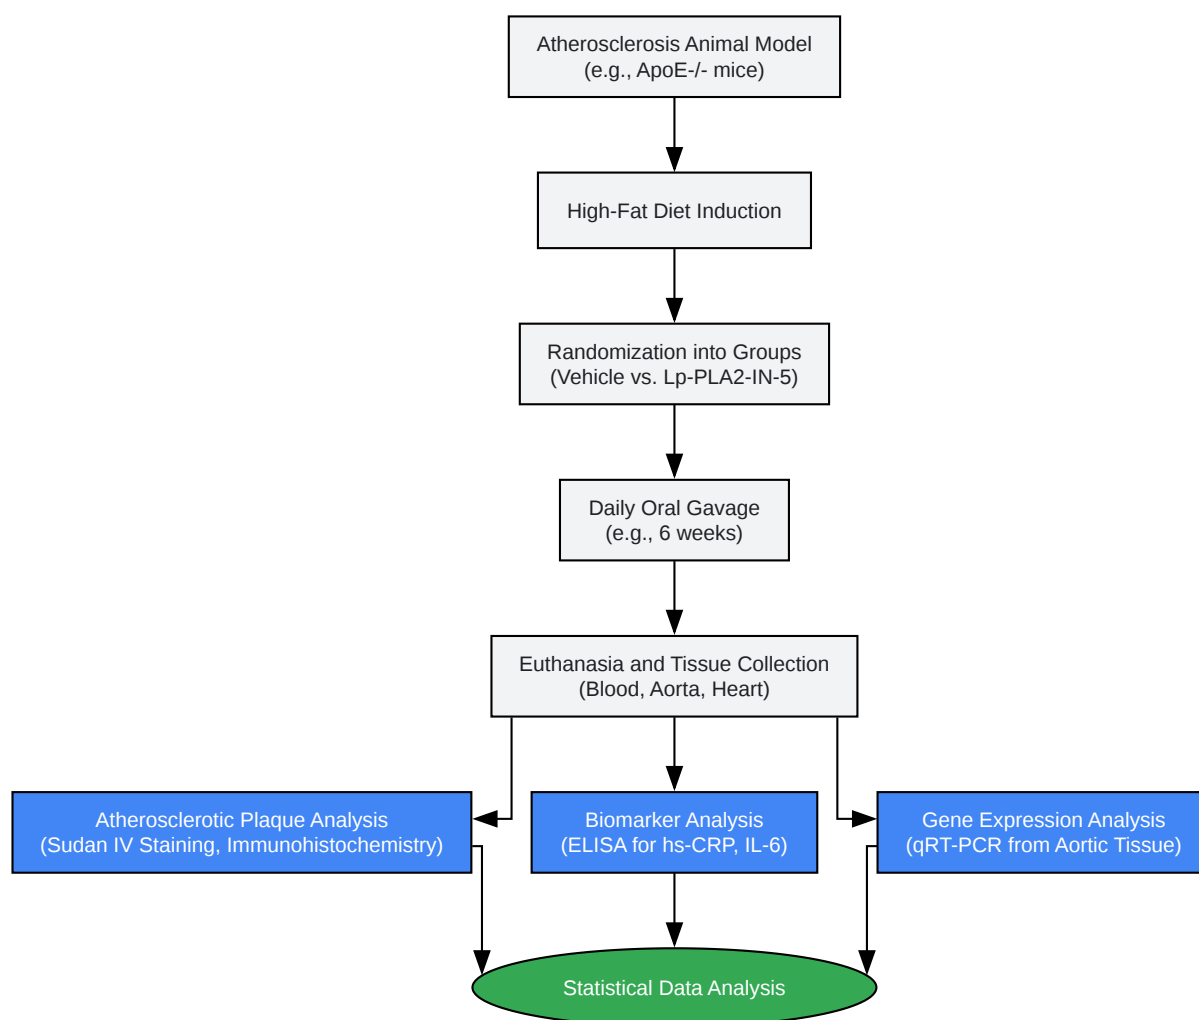 Atherosclerosis Animal Model
(e.g., ApoE-/- mice)
High-Fat Diet Induction
Randomization into Groups
(Vehicle vs. Lp-PLA2-IN-5)
Daily Oral Gavage
(e.g., 6 weeks)
Euthanasia and Tissue Collection
(Blood, Aorta, Heart)
Atherosclerotic Plaque Analysis
(Sudan IV Staining, Immunohistochemistry)
Biomarker Analysis
(ELISA for hs-CRP, IL-6)
Gene Expression Analysis
(qRT-PCR from Aortic Tissue)
Statistical Data Analysis